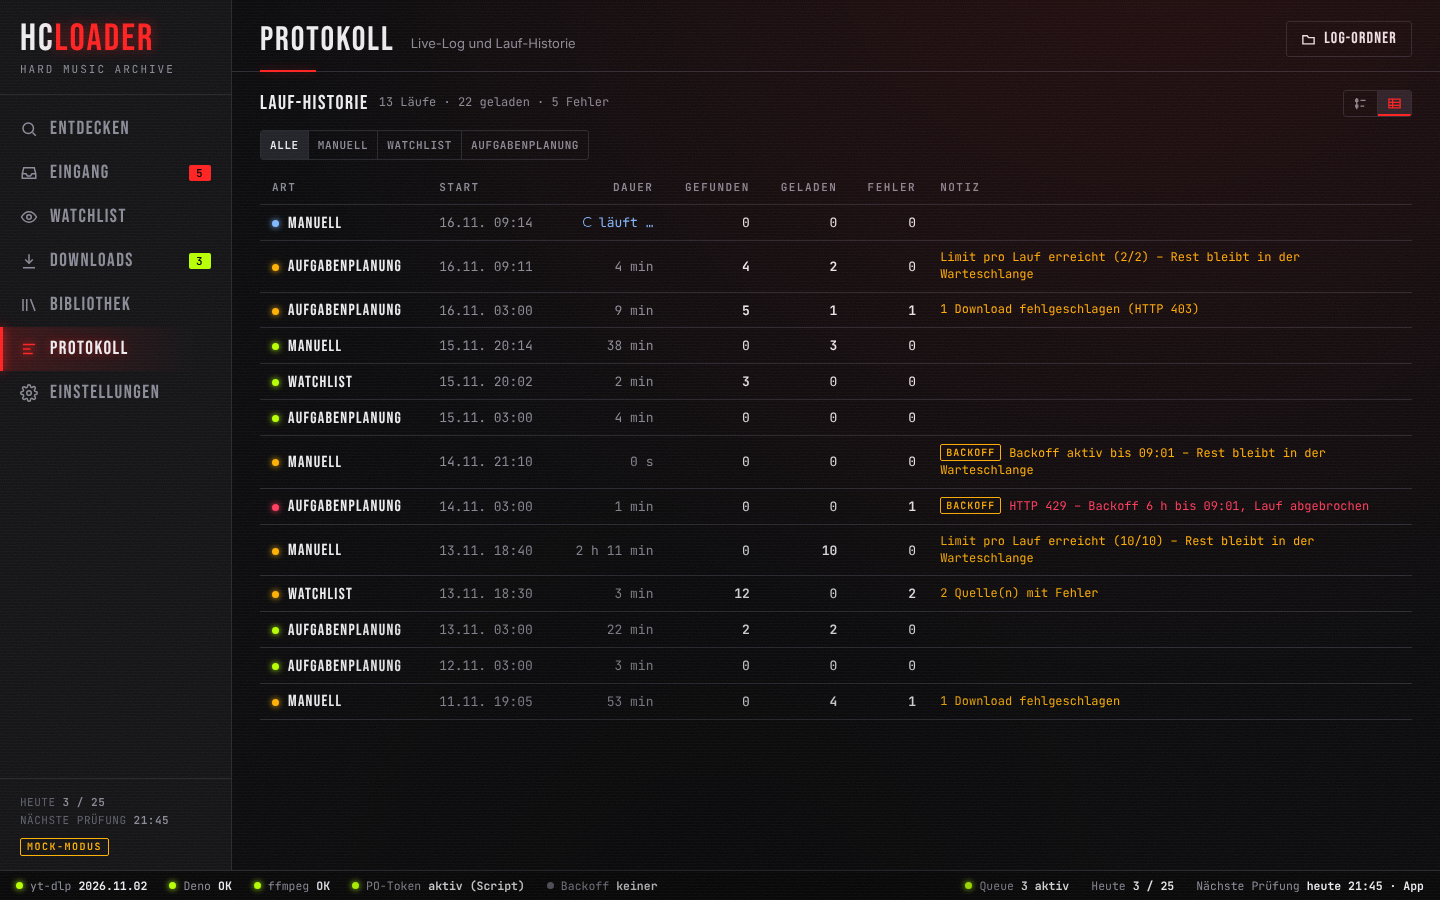 HCLOADER
HARD MUSIC ARCHIVE
ENTDECKEN
EINGANG 5
WATCHLIST
DOWNLOADS 3
BIBLIOTHEK
PROTOKOLL
EINSTELLUNGEN
HEUTE 3 / 25
NÄCHSTE PRÜFUNG 21:45
MOCK-MODUS
PROTOKOLL Live-Log und Lauf-Historie
LOG-ORDNER
LAUF-HISTORIE 13 Läufe · 22 geladen · 5 Fehler
ALLE MANUELL WATCHLIST AUFGABENPLANUNG
ART START DAUER GEFUNDEN GELADEN FEHLER NOTIZ
MANUELL 16.11. 09:14 läuft … 0 0 0
AUFGABENPLANUNG 16.11. 09:11 4 min 4 2 0 Limit pro Lauf erreicht (2/2) – Rest bleibt in der
Warteschlange
AUFGABENPLANUNG 16.11. 03:00 9 min 5 1 1 1 Download fehlgeschlagen (HTTP 403)
MANUELL 15.11. 20:14 38 min 0 3 0
WATCHLIST 15.11. 20:02 2 min 3 0 0
AUFGABENPLANUNG 15.11. 03:00 4 min 0 0 0
MANUELL 14.11. 21:10 0 s 0 0 0 BACKOFF Backoff aktiv bis 09:01 – Rest bleibt in der
Warteschlange
AUFGABENPLANUNG 14.11. 03:00 1 min 0 0 1 BACKOFF HTTP 429 – Backoff 6 h bis 09:01, Lauf abgebrochen
MANUELL 13.11. 18:40 2 h 11 min 0 10 0 Limit pro Lauf erreicht (10/10) – Rest bleibt in der
Warteschlange
WATCHLIST 13.11. 18:30 3 min 12 0 2 2 Quelle(n) mit Fehler
AUFGABENPLANUNG 13.11. 03:00 22 min 2 2 0
AUFGABENPLANUNG 12.11. 03:00 3 min 0 0 0
MANUELL 11.11. 19:05 53 min 0 4 1 1 Download fehlgeschlagen
yt-dlp 2026.11.02 Deno OK ffmpeg OK PO-Token aktiv (Script) Backoff keiner Queue 3 aktiv Heute 3 / 25 Nächste Prüfung heute 21:45 · App